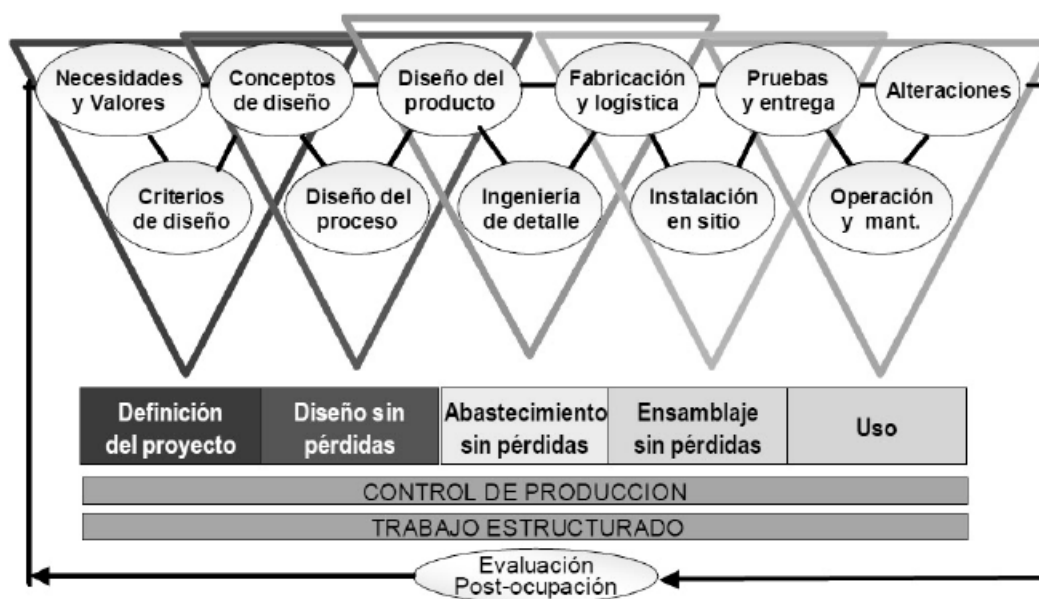 Necesidades
y Valores
Conceptos
de diseño
Diseño del
producto
Fabricación
y logística
Pruebas
y entrega
Alteraciones
Criterios
de diseño
Diseño del
proceso
Ingeniería
de detalle
Instalación
en sitio
Operación
y mant.
Definición
del proyecto
Diseño sin
pérdidas
Abastecimiento
sin pérdidas
Ensamblaje
sin pérdidas
Uso
CONTROL DE PRODUCCION
TRABAJO ESTRUCTURADO
Evaluación
Post-ocupación